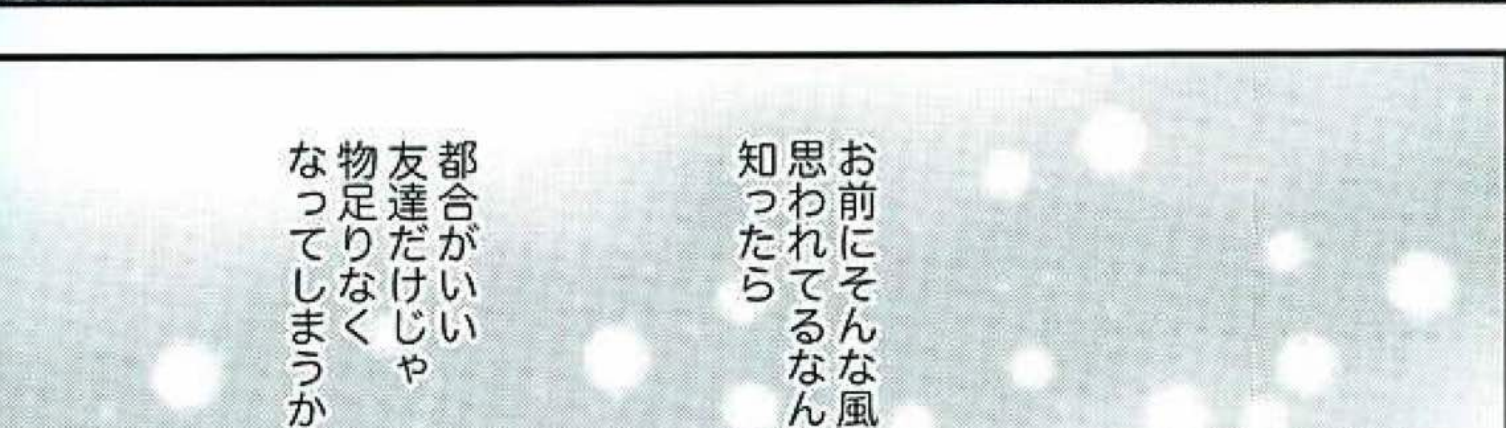 お前にそんな風
思われてるなん
知ったら
都合がいい
友達だけじゃ
物足りなく
なってしまうか